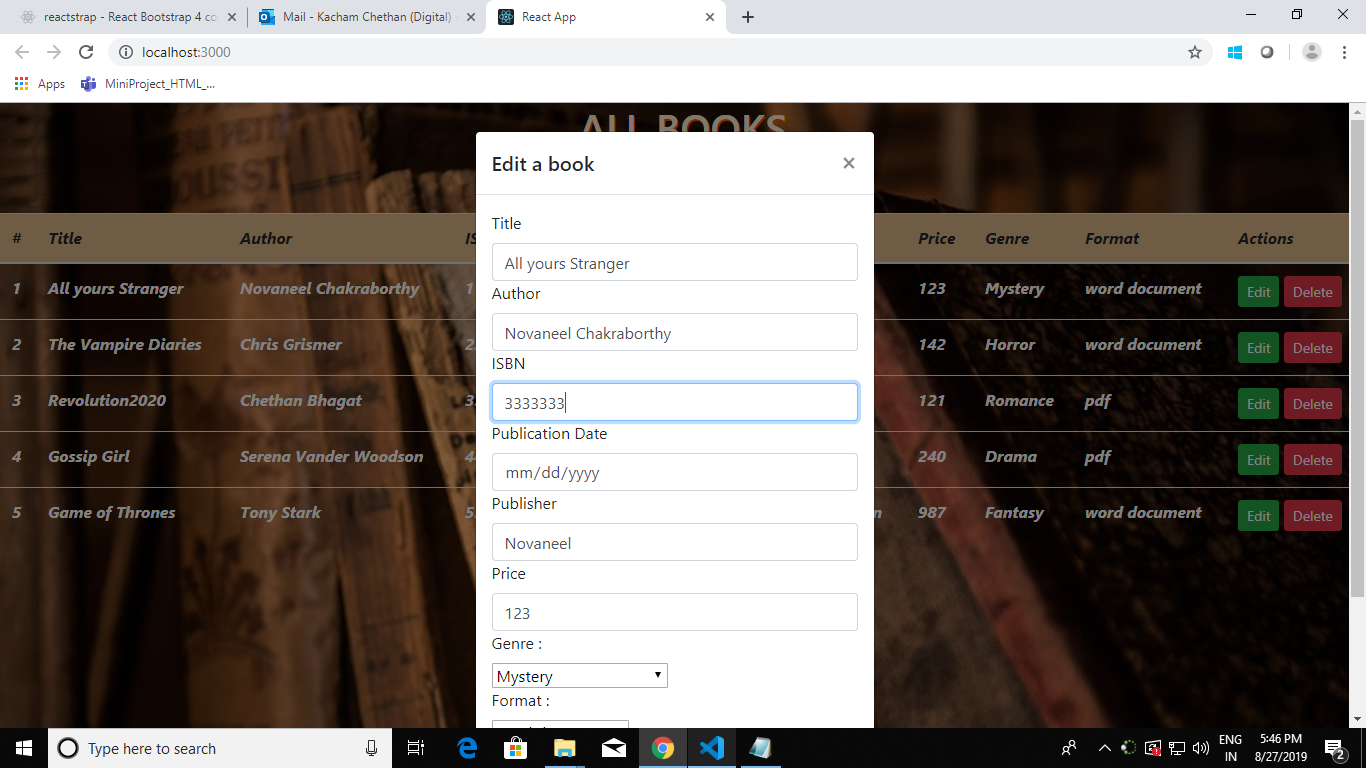 reactstrap - React Bootstrap 4 co
Mail - Kacham Chethan (Digital)
React App
localhost:3000
Apps
MiniProject_HTML_...
ALL BOOKS
Edit a book
×
Title
All yours Stranger
Author
Novaneel Chakraborthy
ISBN
3333333
Publication Date
mm/dd/yyyy
Publisher
Novaneel
Price
123
Genre :
Mystery
Format :
# Title Author IS Price Genre Format Actions
1 All yours Stranger Novaneel Chakraborthy 1 123 Mystery word document Edit Delete
2 The Vampire Diaries Chris Grismer 2 142 Horror word document Edit Delete
3 Revolution2020 Chethan Bhagat 3 121 Romance pdf Edit Delete
4 Gossip Girl Serena Vander Woodson 4 240 Drama pdf Edit Delete
5 Game of Thrones Tony Stark 5 n 987 Fantasy word document Edit Delete
Type here to search
ENG
IN
5:46 PM
8/27/2019
2